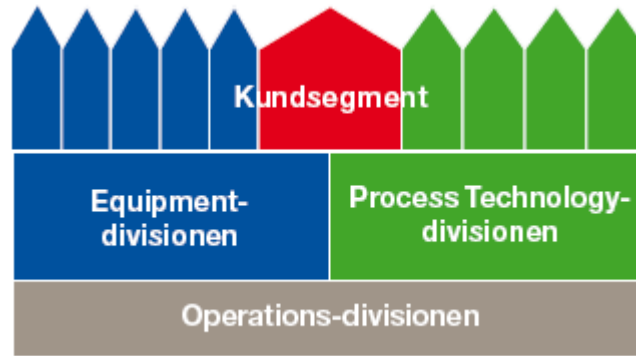 Kundsegment
Equipment-
divisionen
Process Technology-
divisionen
Operations-divisionen